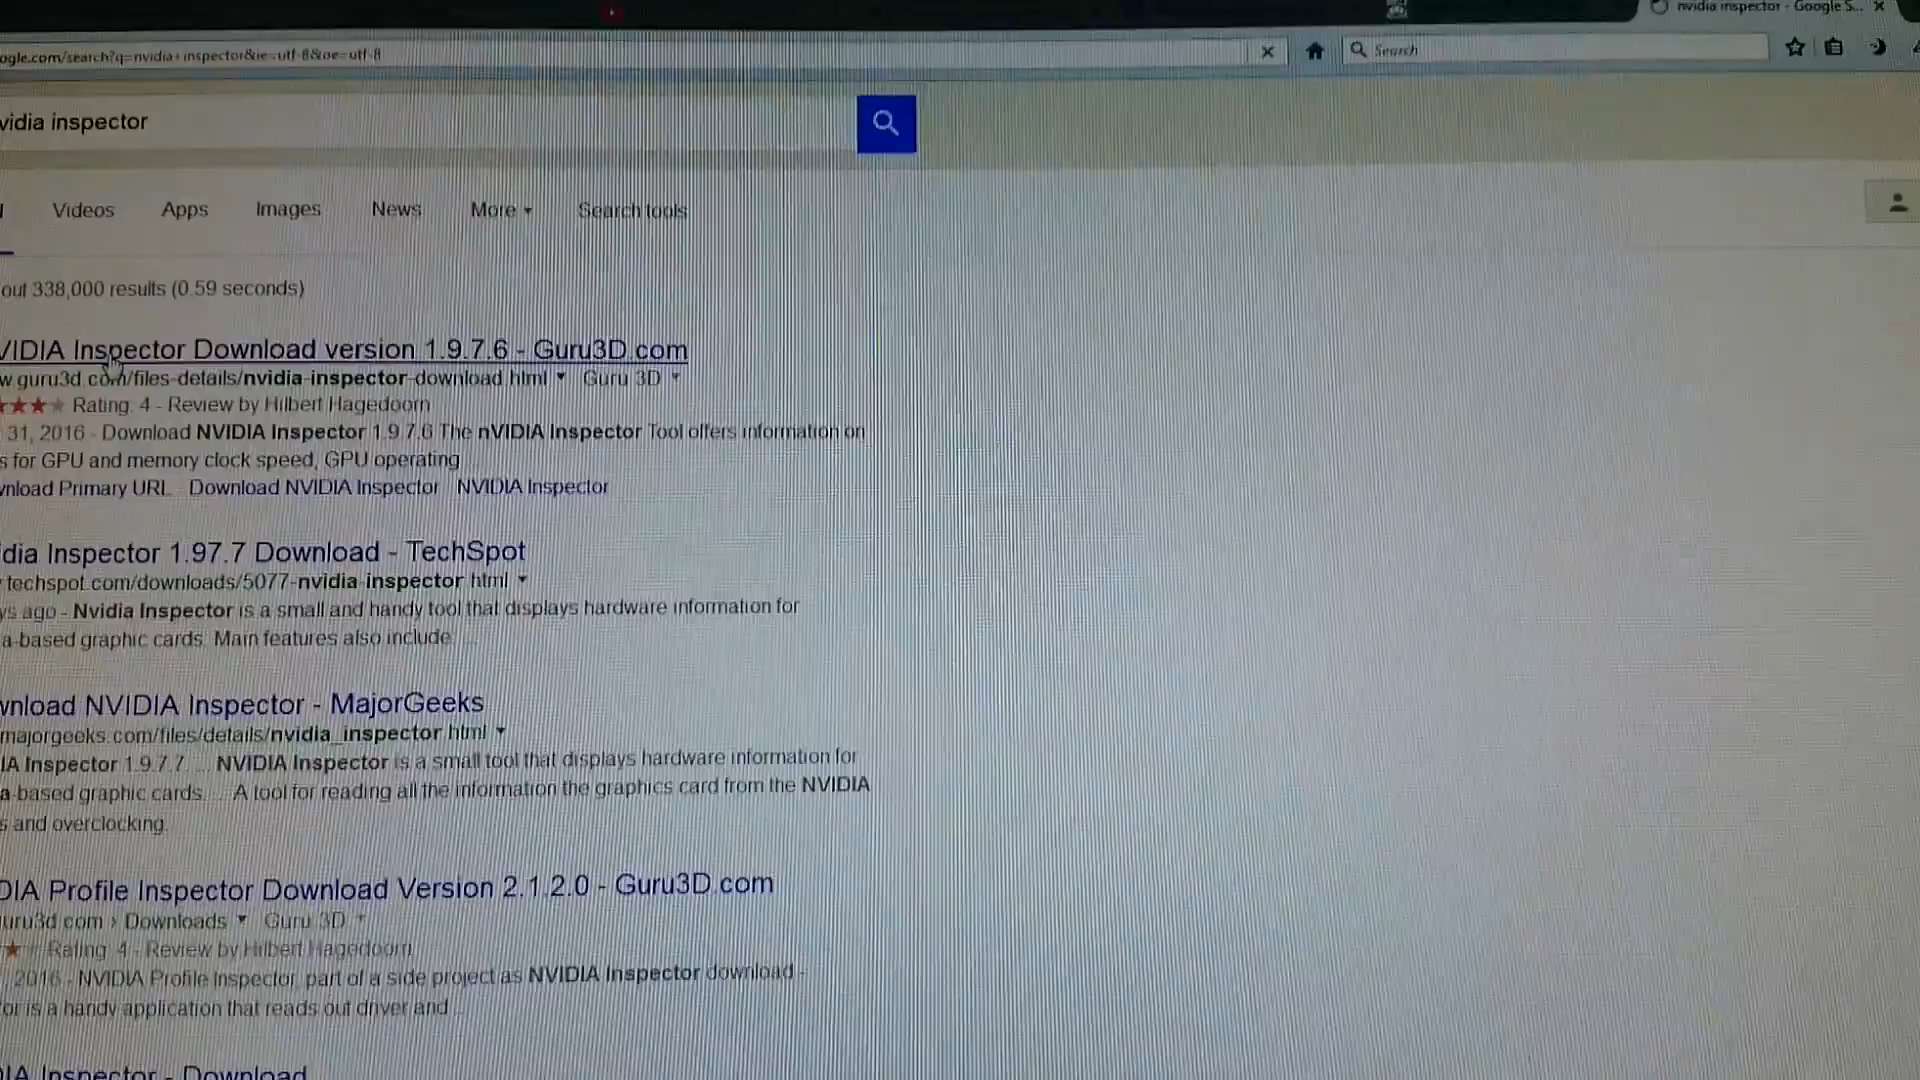 nvidia inspector - Google S...
ogle.com/search?q=nvidia+inspector&ie=utf-8&oe=utf-8
Search
vidia inspector
Videos Apps Images News More Search tools
out 338,000 results (0.59 seconds)
VIDIA Inspector Download version 1.9.7.6 - Guru3D.com
w.guru3d.com/files-details/nvidia-inspector-download.html Guru 3D
Rating: 4 - Review by Hilbert Hagedoorn
31, 2016 - Download NVIDIA Inspector 1.9.7.6 The nVIDIA Inspector Tool offers information on
s for GPU and memory clock speed, GPU operating
wnload Primary URL Download NVIDIA Inspector NVIDIA Inspector
dia Inspector 1.97.7 Download - TechSpot
techspot.com/downloads/5077-nvidia-inspector.html
ys ago - Nvidia Inspector is a small and handy tool that displays hardware information for
a-based graphic cards. Main features also include: ...
wnload NVIDIA Inspector - MajorGeeks
majorgeeks.com/files/details/nvidia_inspector.html
IA Inspector 1.9.7.7. ... NVIDIA Inspector is a small tool that displays hardware information for
a-based graphic cards. ... A tool for reading all the information the graphics card from the NVIDIA
s and overclocking.
DIA Profile Inspector Download Version 2.1.2.0 - Guru3D.com
uru3d.com › Downloads Guru 3D
Rating: 4 - Review by Hilbert Hagedoorn
2016 - NVIDIA Profile Inspector, part of a side project as NVIDIA Inspector download -
or is a handy application that reads out driver and ...
IA Inspector - Download